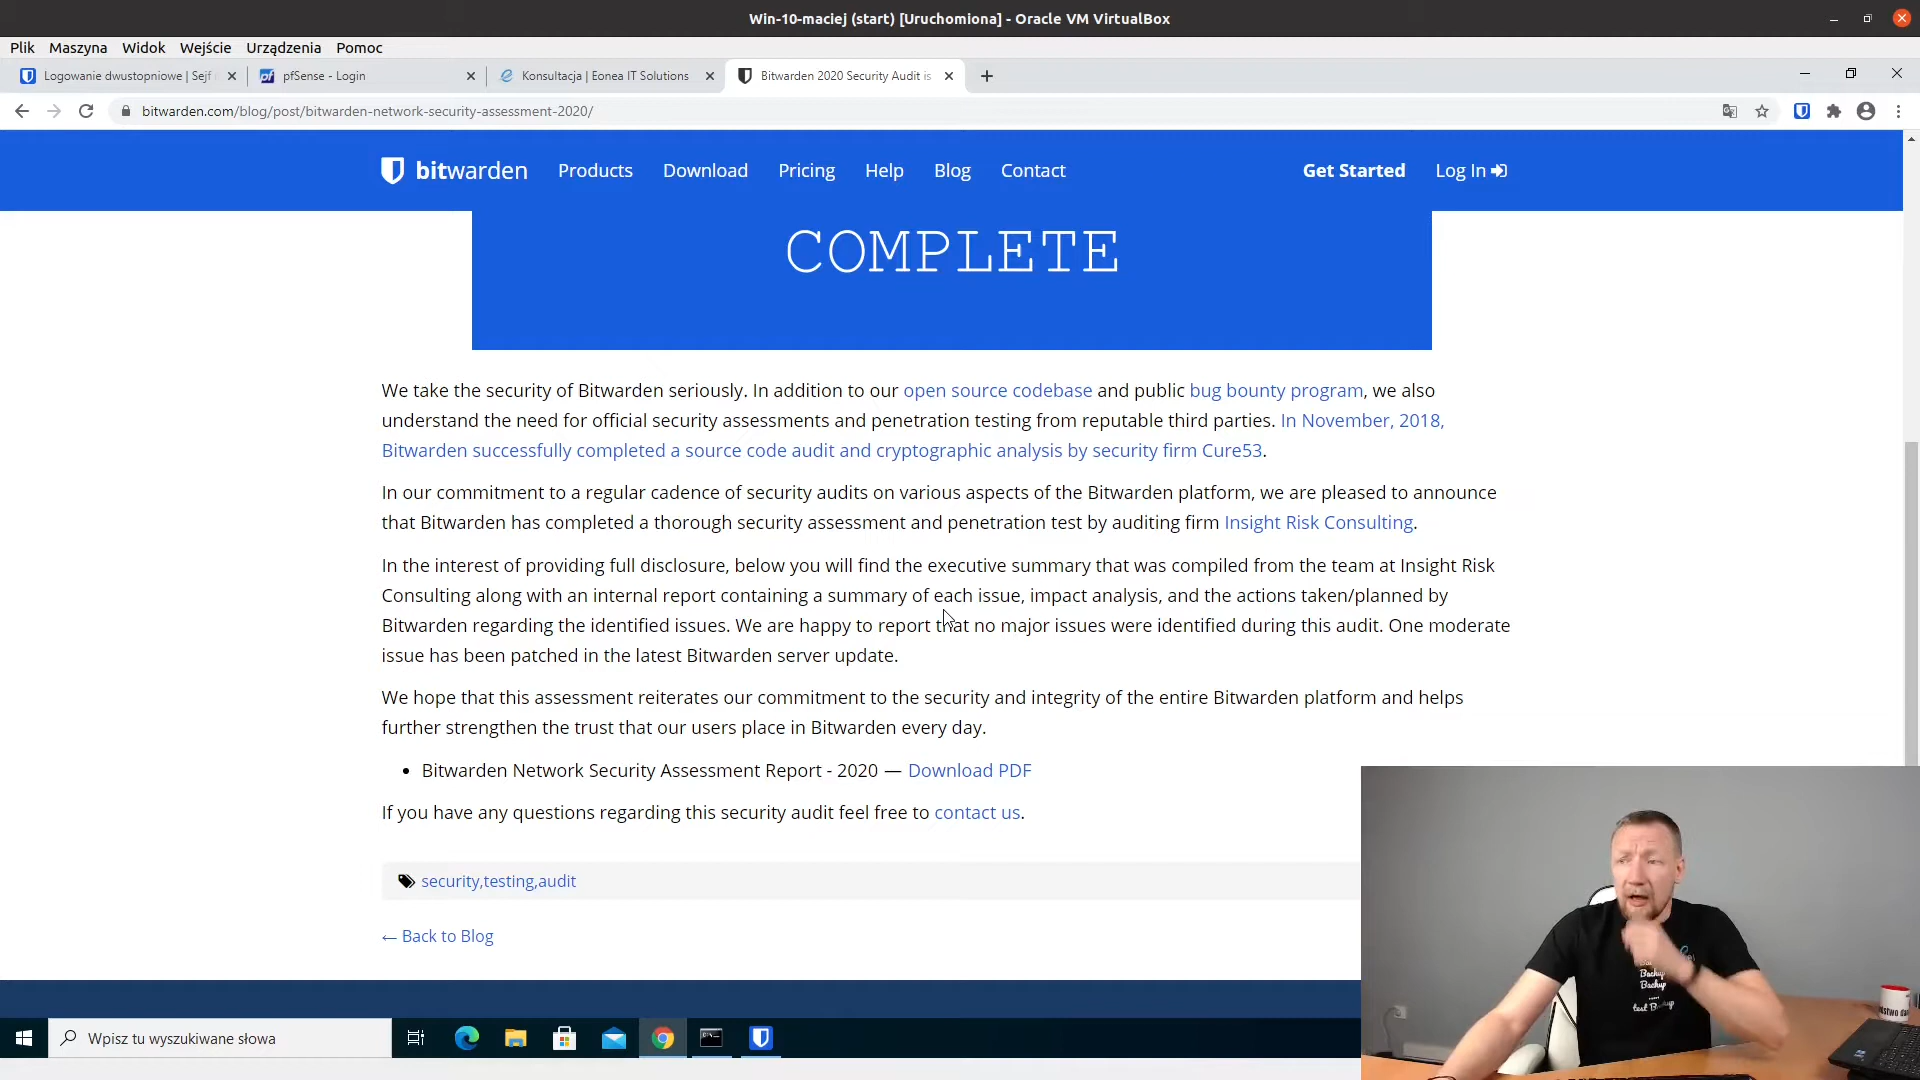 Win-10-maciej (start) [Uruchomiona] - Oracle VM VirtualBox
Plik Maszyna Widok Wejście Urządzenia Pomoc
Logowanie dwustopniowe | Sejf
pfSense - Login
Konsultacja | Eonea IT Solutions
Bitwarden 2020 Security Audit is
bitwarden.com/blog/post/bitwarden-network-security-assessment-2020/
bitwarden Products Download Pricing Help Blog Contact Get Started Log In
COMPLETE
We take the security of Bitwarden seriously. In addition to our open source codebase and public bug bounty program, we also
understand the need for official security assessments and penetration testing from reputable third parties. In November, 2018,
Bitwarden successfully completed a source code audit and cryptographic analysis by security firm Cure53.
In our commitment to a regular cadence of security audits on various aspects of the Bitwarden platform, we are pleased to announce
that Bitwarden has completed a thorough security assessment and penetration test by auditing firm Insight Risk Consulting.
In the interest of providing full disclosure, below you will find the executive summary that was compiled from the team at Insight Risk
Consulting along with an internal report containing a summary of each issue, impact analysis, and the actions taken/planned by
Bitwarden regarding the identified issues. We are happy to report that no major issues were identified during this audit. One moderate
issue has been patched in the latest Bitwarden server update.
We hope that this assessment reiterates our commitment to the security and integrity of the entire Bitwarden platform and helps
further strengthen the trust that our users place in Bitwarden every day.
• Bitwarden Network Security Assessment Report - 2020 — Download PDF
If you have any questions regarding this security audit feel free to contact us.
security,testing,audit
← Back to Blog
Backup
Backup
.....
test Backup
Wpisz tu wyszukiwane słowa